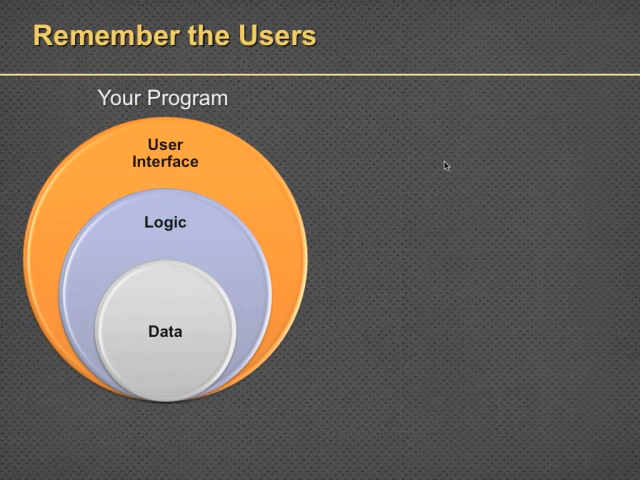 Remember the Users
Your Program
User
Interface
Logic
Data